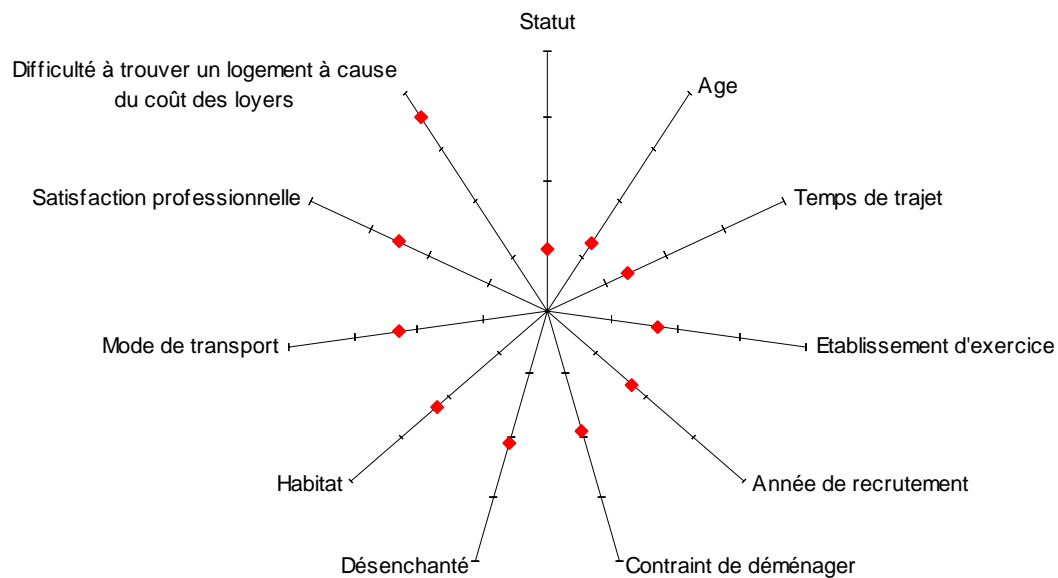 Statut
Difficulté à trouver un logement à cause
du coût des loyers
Age
Satisfaction professionnelle
Temps de trajet
Mode de transport
Etablissement d'exercice
Habitat
Année de recrutement
Désenchanté
Contraint de déménager